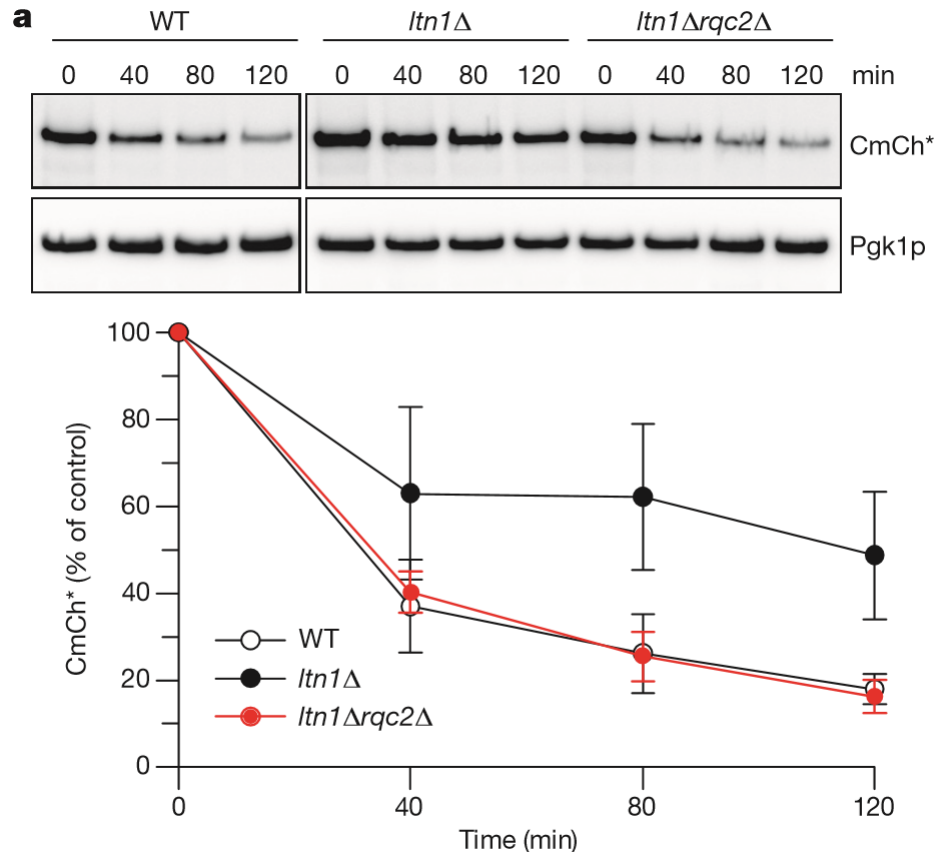 a
WT ltn1Δ ltn1Δrqc2Δ
0 40 80 120 0 40 80 120 0 40 80 120 min
CmCh*
Pgk1p
100
80
60
40
20
0
CmCh* (% of control)
WT
ltn1Δ
ltn1Δrqc2Δ
0 40 80 120
Time (min)